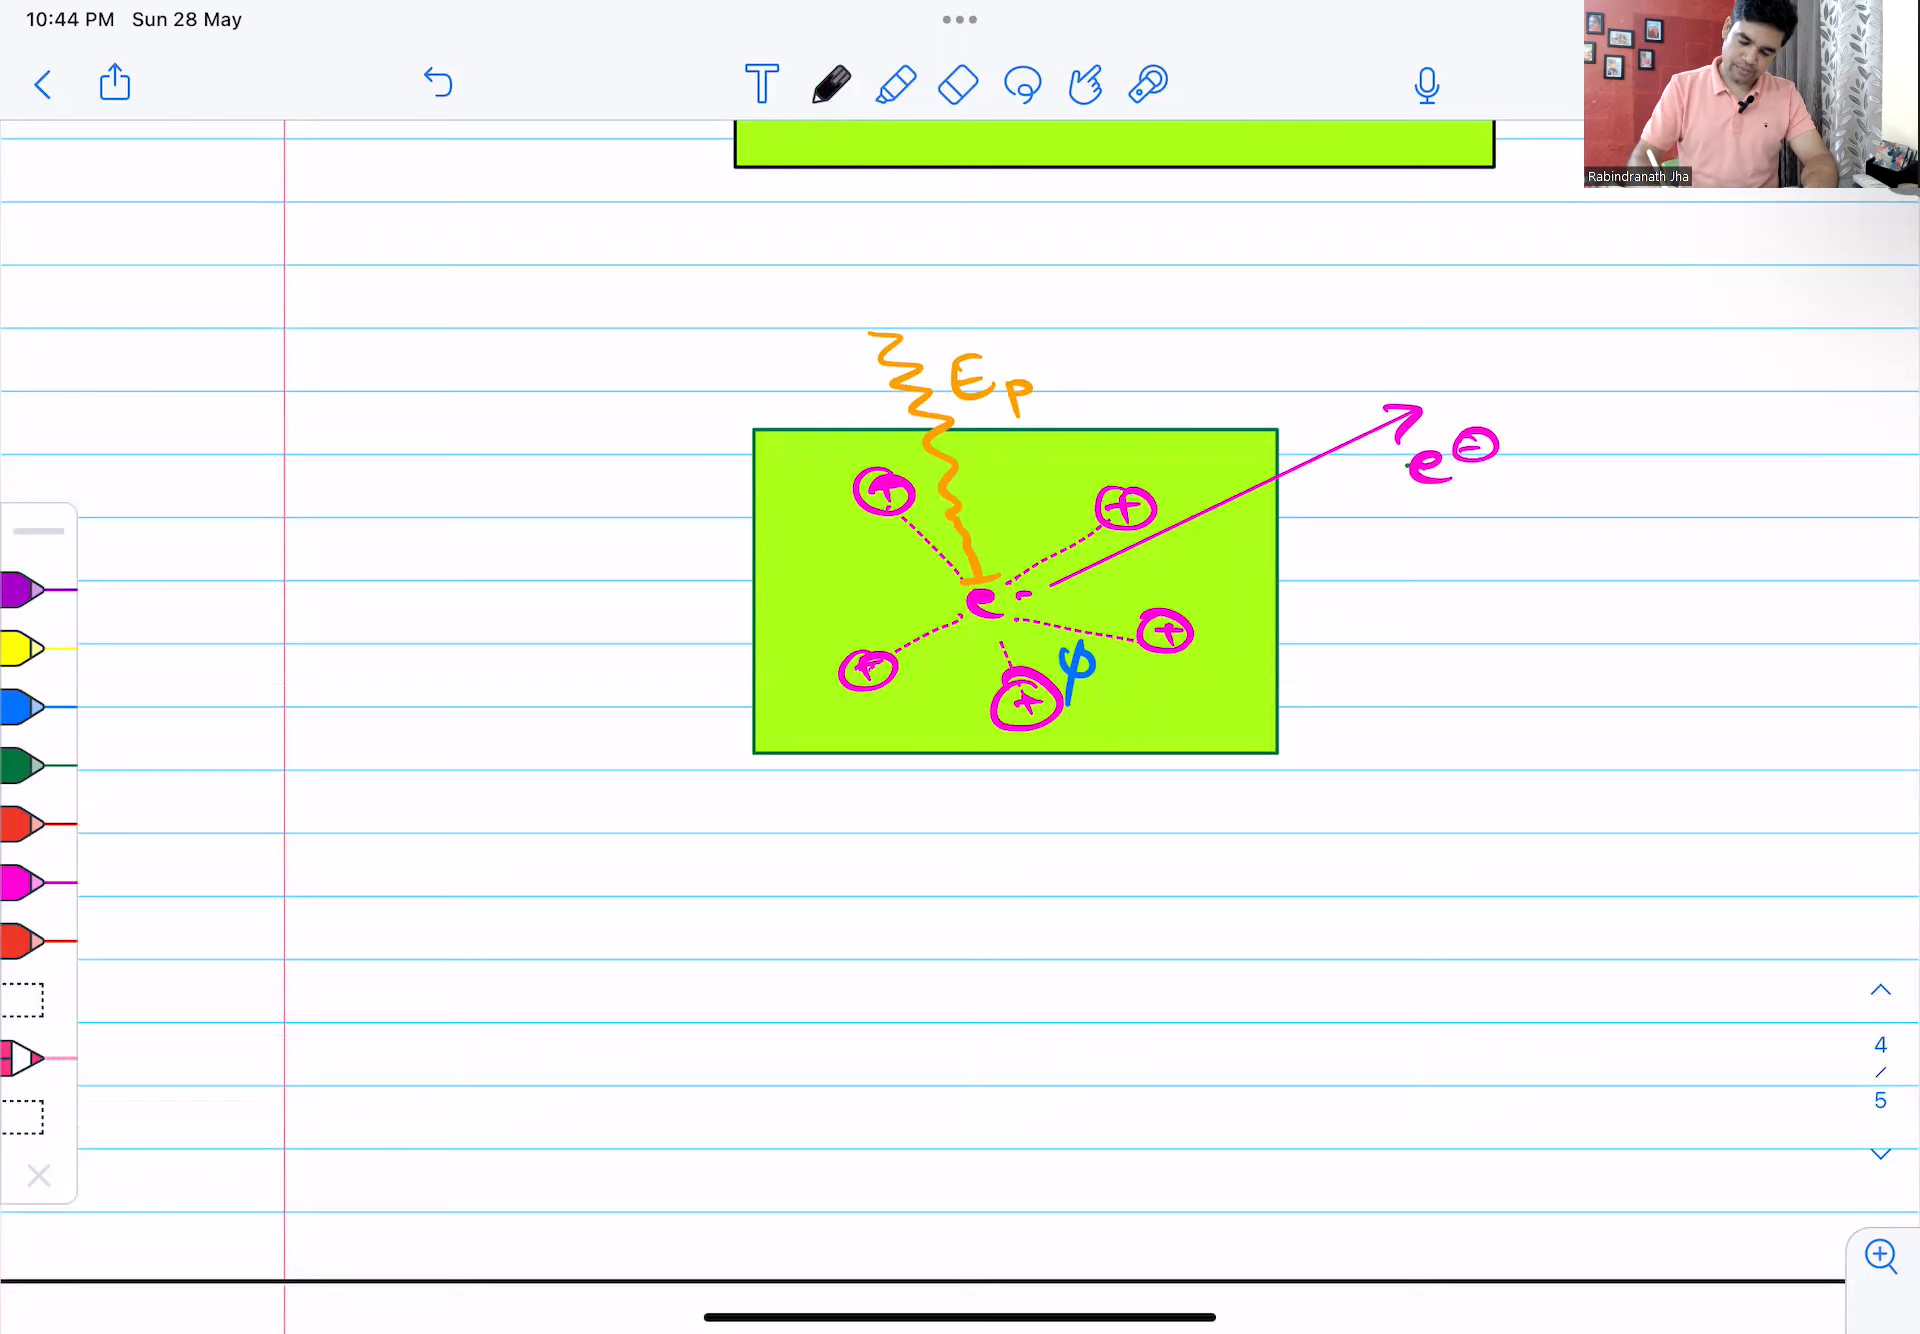 10:44 PM Sun 28 May
T
Rabindranath Jha
Ep
e⊖
+
+
e-
+
+
φ
+
4
/
5